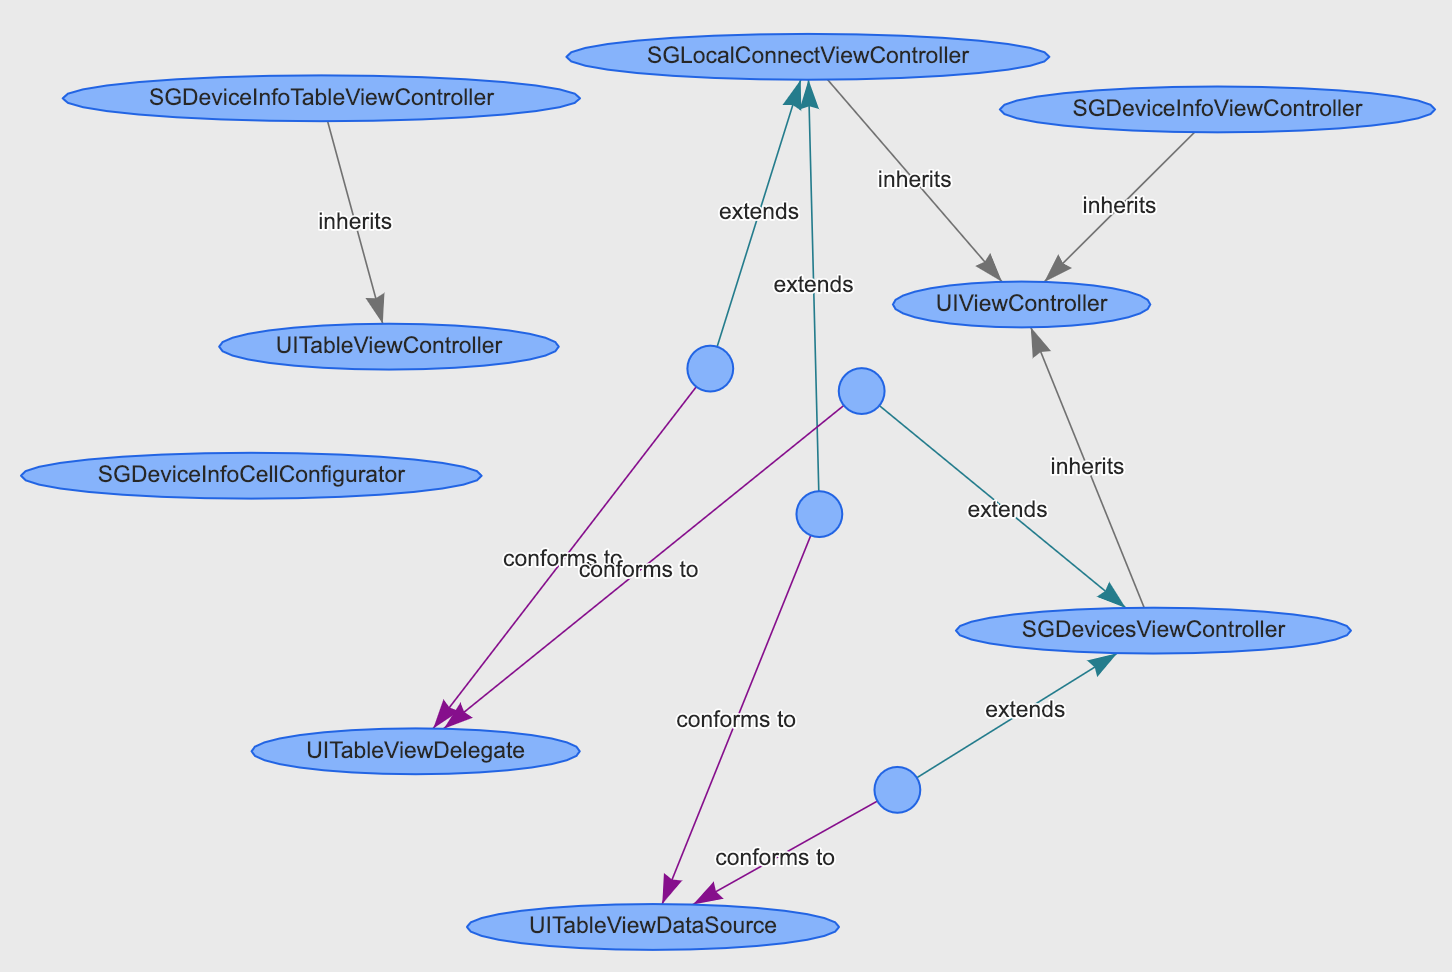 SGLocalConnectViewController
SGDeviceInfoTableViewController
SGDeviceInfoViewController
inherits
inherits
extends
inherits
extends
UIViewController
UITableViewController
inherits
SGDeviceInfoCellConfigurator
extends
conforms to
conforms to
SGDevicesViewController
extends
conforms to
UITableViewDelegate
conforms to
UITableViewDataSource